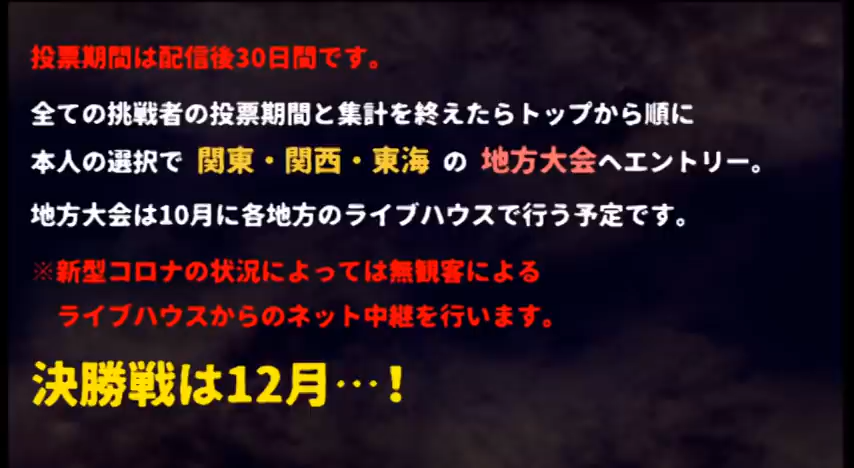 投票期間は配信後30日間です。
全ての挑戦者の投票期間と集計を終えたらトップから順に
本人の選択で 関東・関西・東海 の 地方大会へエントリー。
地方大会は10月に各地方のライブハウスで行う予定です。
※新型コロナの状況によっては無観客による
ライブハウスからのネット中継を行います。
決勝戦は12月…！